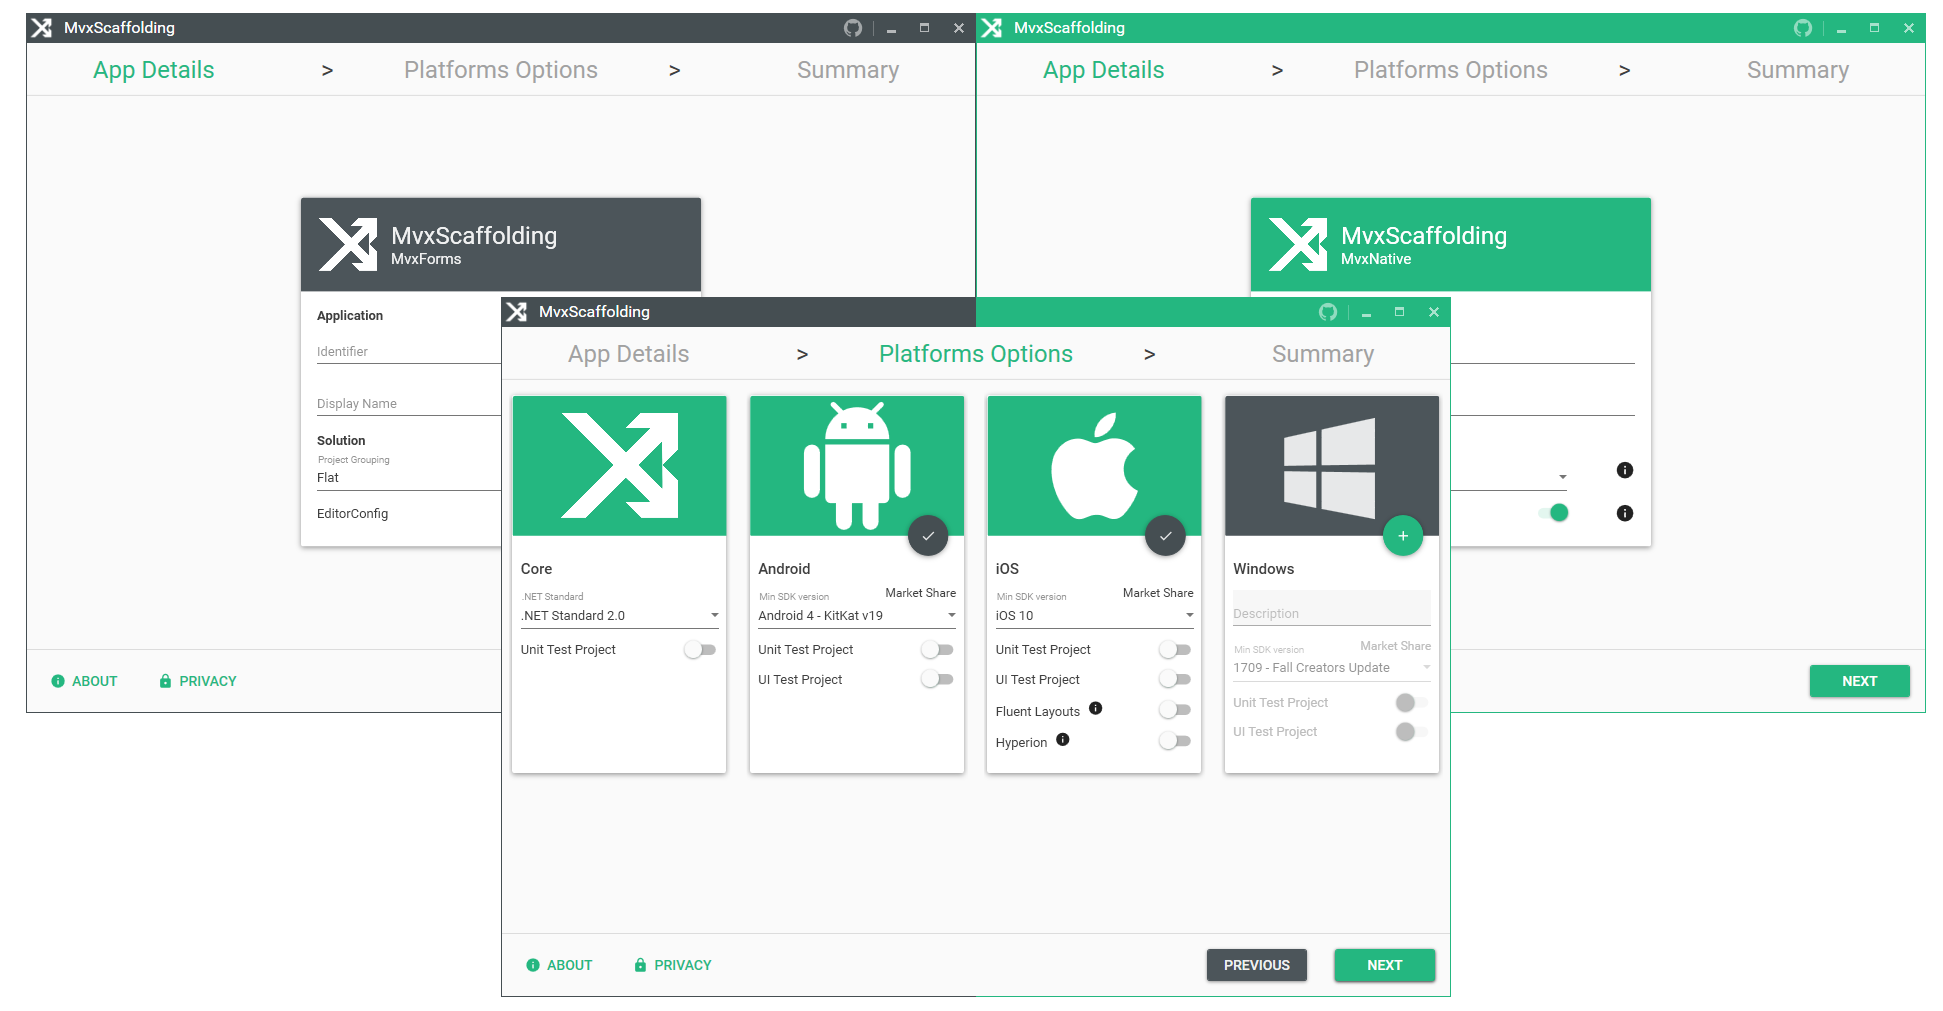 MvxScaffolding
App Details > Platforms Options > Summary
MvxScaffolding
MvxForms
Application
Identifier
Display Name
Solution
Project Grouping
Flat
EditorConfig
ABOUT PRIVACY
MvxScaffolding
App Details > Platforms Options > Summary
MvxScaffolding
MvxNative
NEXT
MvxScaffolding
App Details > Platforms Options > Summary
Core
.NET Standard
.NET Standard 2.0
Unit Test Project
Android
Min SDK version Market Share
Android 4 - KitKat v19
Unit Test Project
UI Test Project
iOS
Min SDK version Market Share
iOS 10
Unit Test Project
UI Test Project
Fluent Layouts
Hyperion
Windows
Description
Min SDK version Market Share
1709 - Fall Creators Update
Unit Test Project
UI Test Project
ABOUT PRIVACY
PREVIOUS NEXT